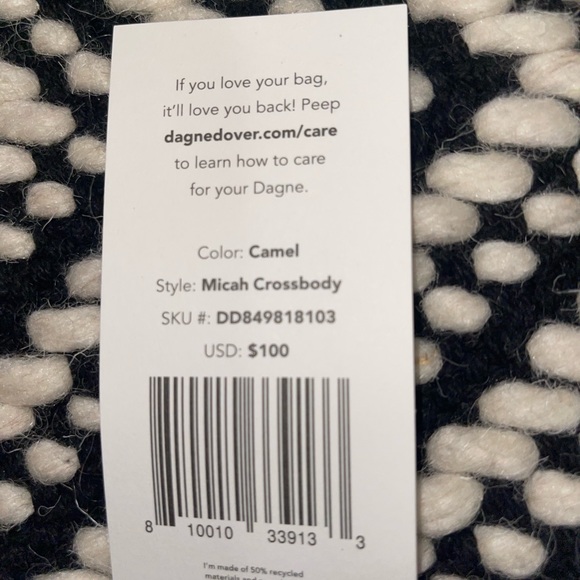 If you love your bag,
it'll love you back! Peep
dagnedover.com/care
to learn how to care
for your Dagne.
Color: Camel
Style: Micah Crossbody
SKU #: DD849818103
USD: $100
8 10010 33913 3
I'm made of 50% recycled
materials and